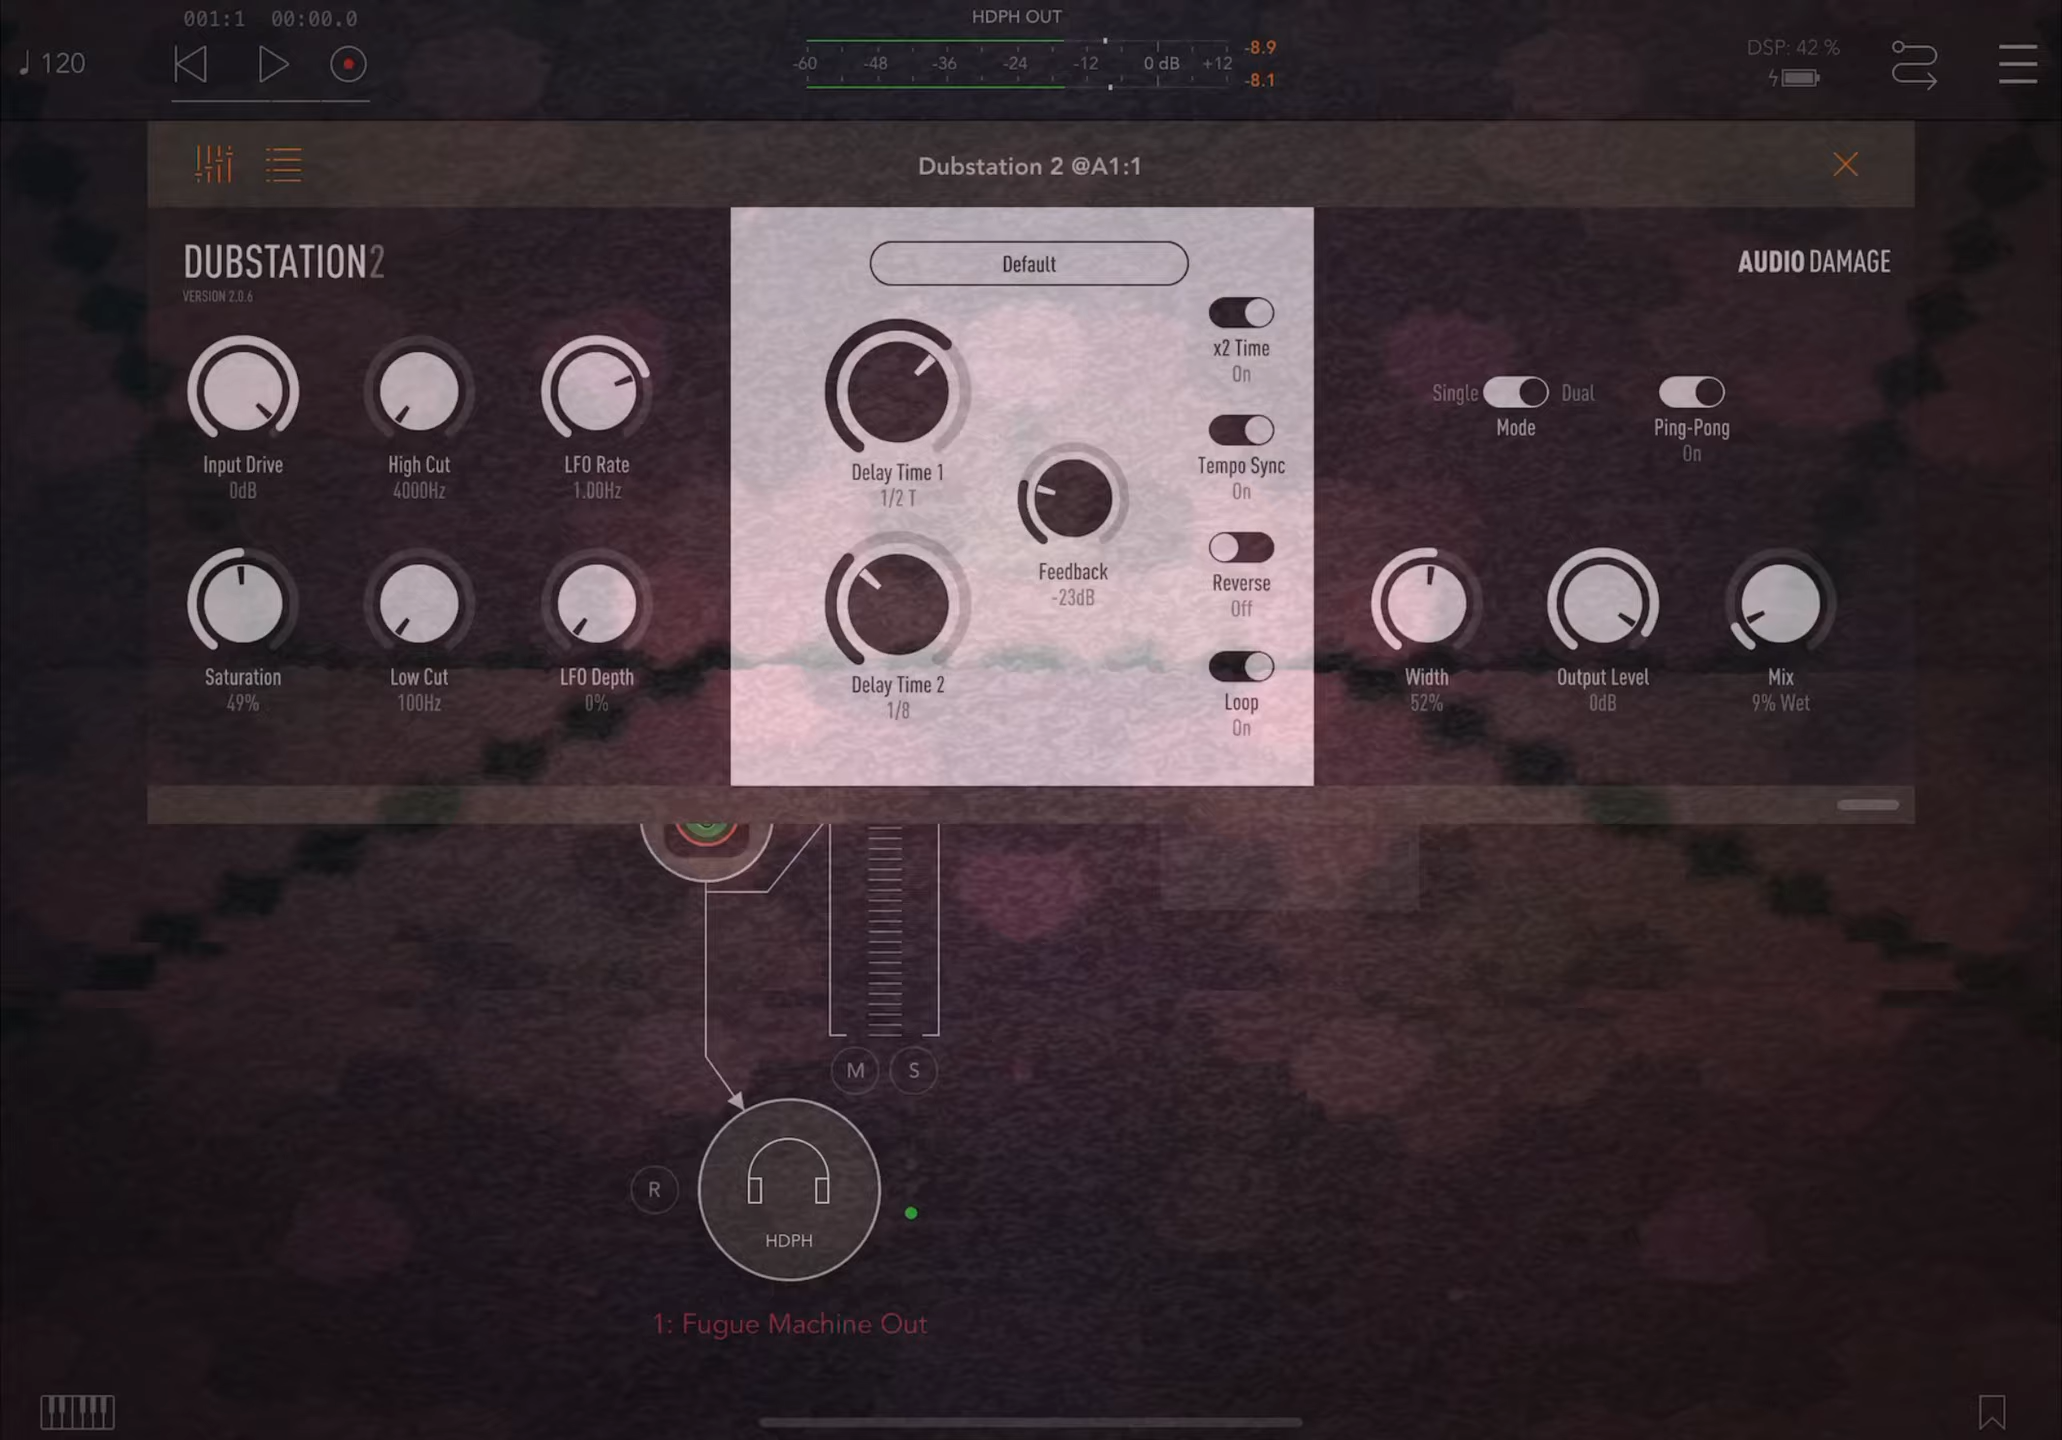 001:1 00:00.0
HDPH OUT
120
-60 -48 -36 -24 -12 0 dB +12
-8.9
-8.1
DSP: 42 %
Dubstation 2 @A1:1
DUBSTATION2
VERSION 2.0.6
Default
AUDIO DAMAGE
x2 Time
On
Single Dual
Mode
Ping-Pong
On
Input Drive
0dB
High Cut
4000Hz
LFO Rate
1.00Hz
Delay Time 1
1/2 T
Tempo Sync
On
Feedback
-23dB
Reverse
Off
Saturation
49%
Low Cut
100Hz
LFO Depth
0%
Delay Time 2
1/8
Loop
On
Width
52%
Output Level
0dB
Mix
9% Wet
M S
R
HDPH
1: Fugue Machine Out